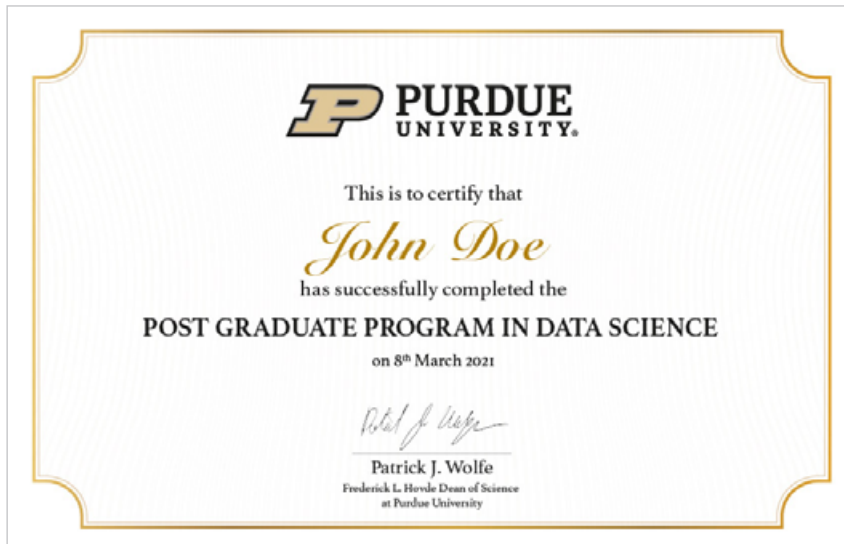 PURDUE
UNIVERSITY®
This is to certify that
John Doe
has successfully completed the
POST GRADUATE PROGRAM IN DATA SCIENCE
on 8th March 2021
Patrick J. Wolfe
Frederick L. Hovde Dean of Science
at Purdue University